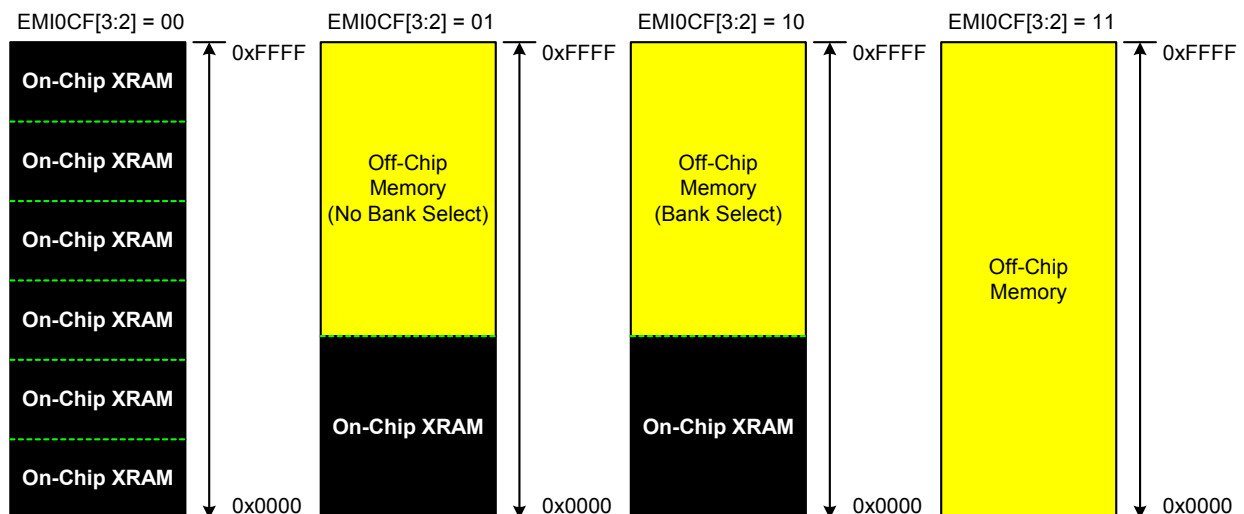 EMI0CF[3:2] = 00
EMI0CF[3:2] = 01
EMI0CF[3:2] = 10
EMI0CF[3:2] = 11
On-Chip XRAM
On-Chip XRAM
On-Chip XRAM
On-Chip XRAM
On-Chip XRAM
On-Chip XRAM
0xFFFF
0x0000
Off-Chip
Memory
(No Bank Select)
On-Chip XRAM
0xFFFF
0x0000
Off-Chip
Memory
(Bank Select)
On-Chip XRAM
0xFFFF
0x0000
Off-Chip
Memory
0xFFFF
0x0000